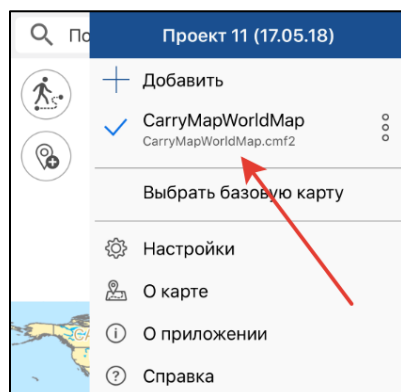 По
Проект 11 (17.05.18)
Добавить
CarryMapWorldMap
CarryMapWorldMap.cmf2
Выбрать базовую карту
Настройки
О карте
О приложении
Справка